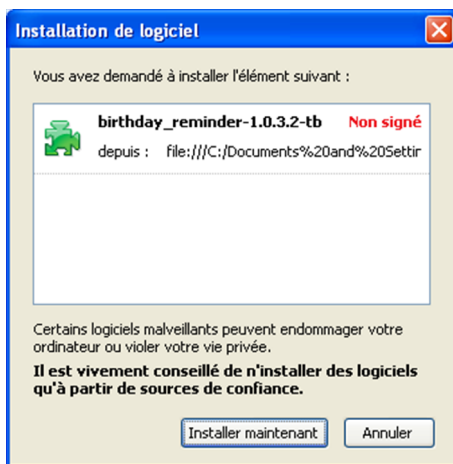 Installation de logiciel
Vous avez demandé à installer l'élément suivant :
birthday_reminder-1.0.3.2-tb Non signé
depuis : file:///C:/Documents%20and%20Settir
Certains logiciels malveillants peuvent endommager votre
ordinateur ou violer votre vie privée.
Il est vivement conseillé de n'installer des logiciels
qu'à partir de sources de confiance.
Installer maintenant Annuler